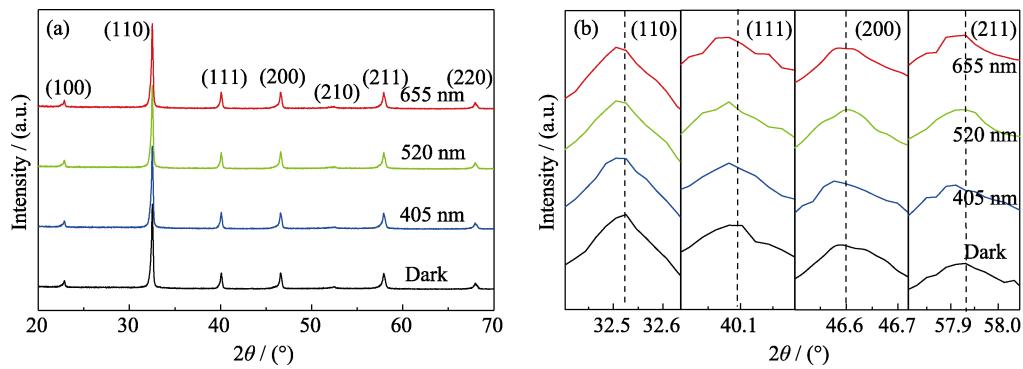 (a)
(100)
(110)
(111)
(200)
(210)
(211)
(220)
655 nm
520 nm
405 nm
Dark
Intensity / (a.u.)
20 30 40 50 60 70
2θ / (°)
(b)
(110)
(111)
(200)
(211)
655 nm
520 nm
405 nm
Dark
Intensity / (a.u.)
32.5 32.6 40.1 46.6 46.7 57.9 58.0
2θ / (°)